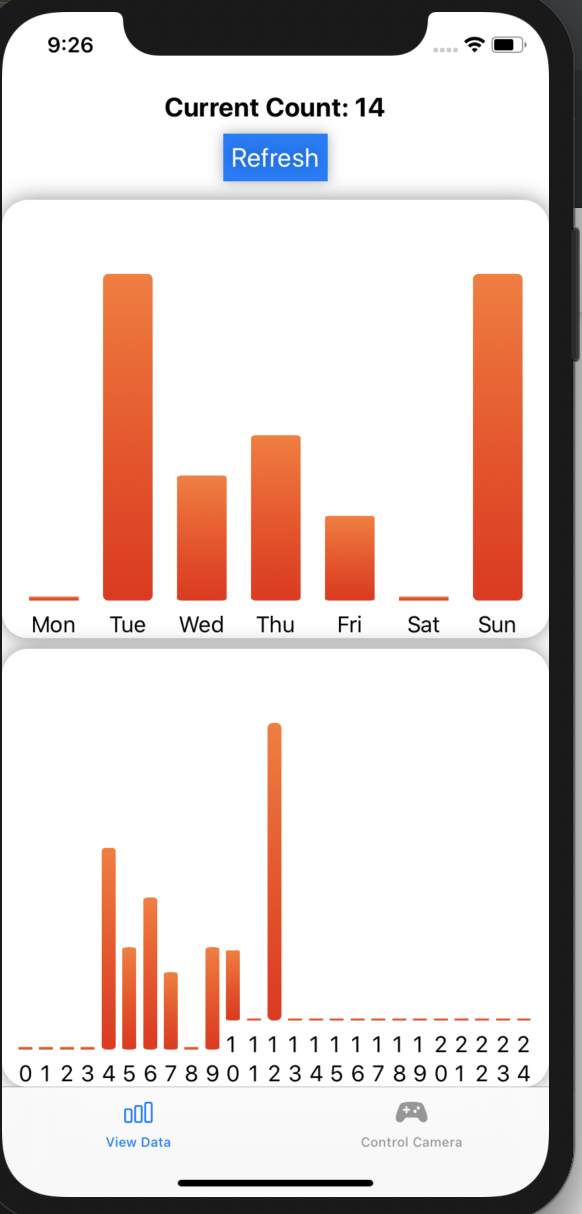 9:26
Current Count: 14
Refresh
Mon Tue Wed Thu Fri Sat Sun
1 1 1 1 1 1 1 1 1 1 2 2 2 2 2
0 1 2 3 4 5 6 7 8 9 0 1 2 3 4 5 6 7 8 9 0 1 2 3 4
View Data Control Camera